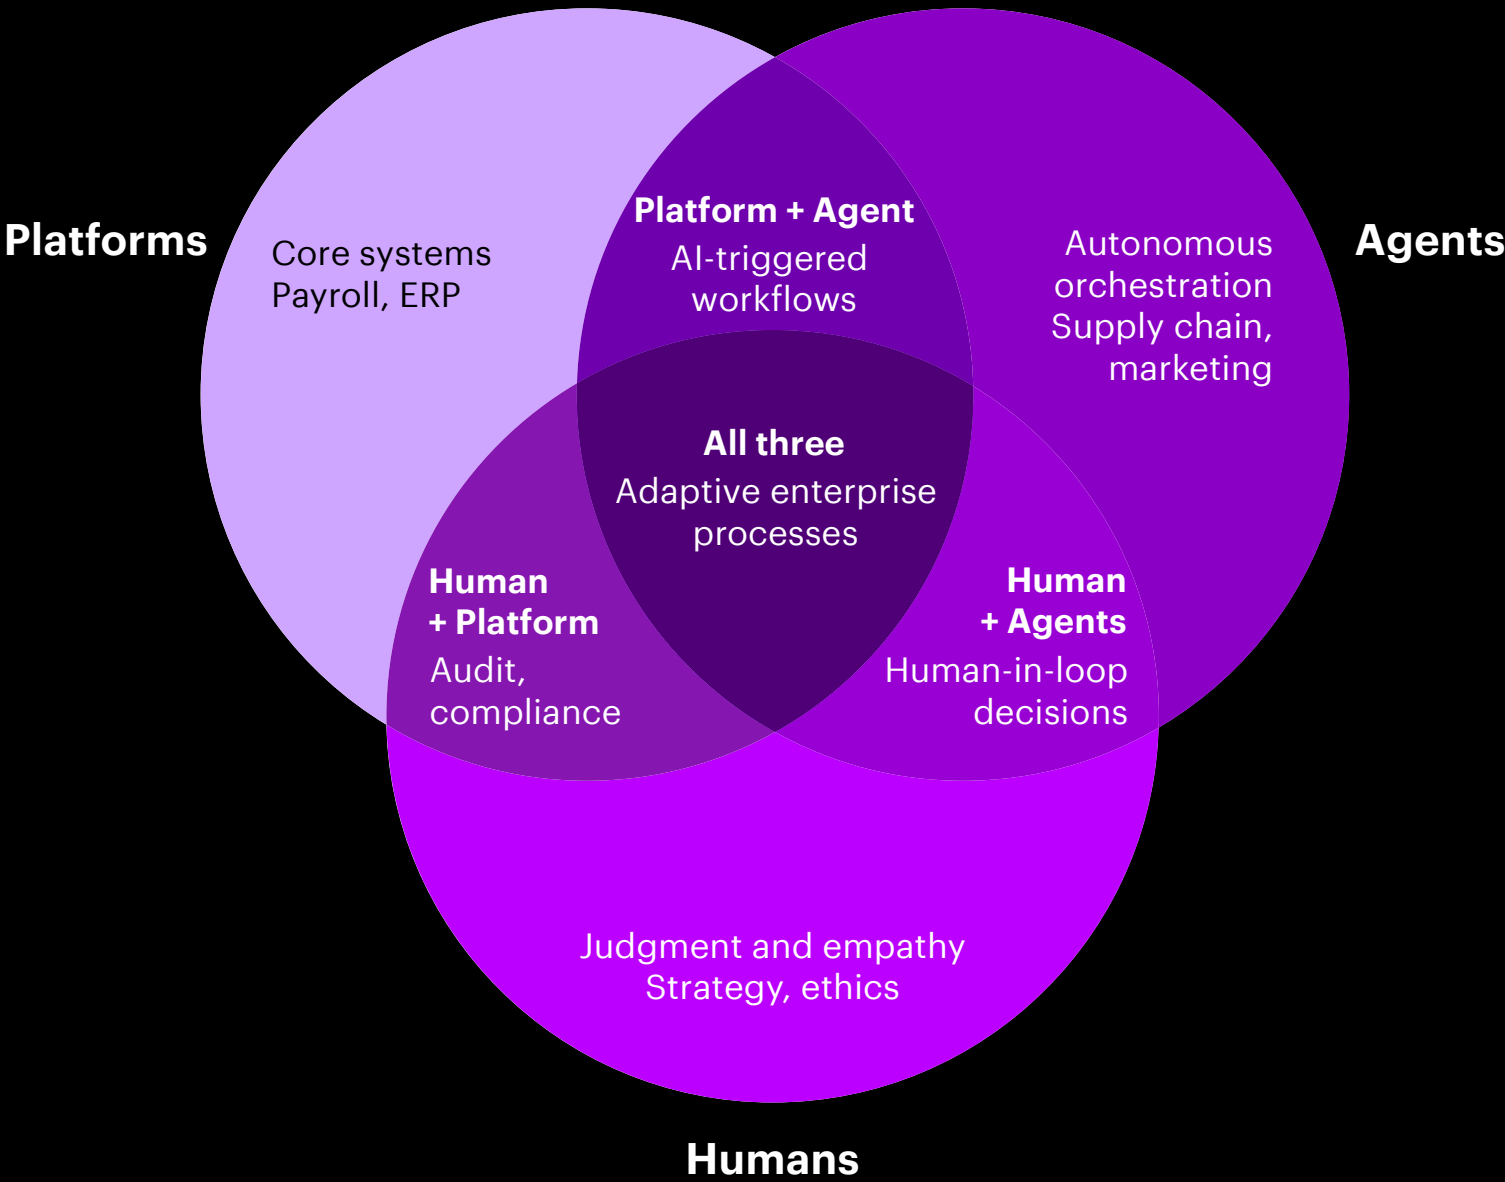 Platforms
Core systems
Payroll, ERP
Platform + Agent
AI-triggered
workflows
Autonomous
orchestration
Supply chain,
marketing
Agents
All three
Adaptive enterprise
processes
Human
+ Platform
Audit,
compliance
Human
+ Agents
Human-in-loop
decisions
Judgment and empathy
Strategy, ethics
Humans